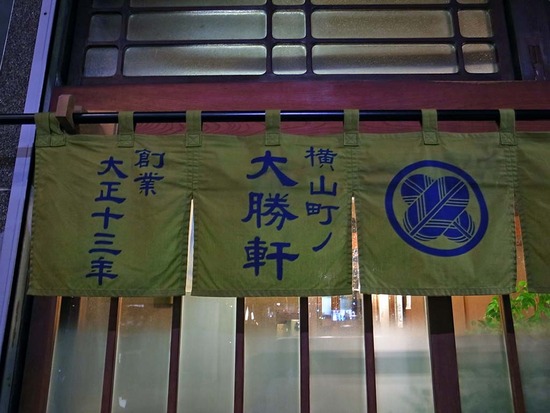 横山町ノ
大勝軒
創業
大正十三年